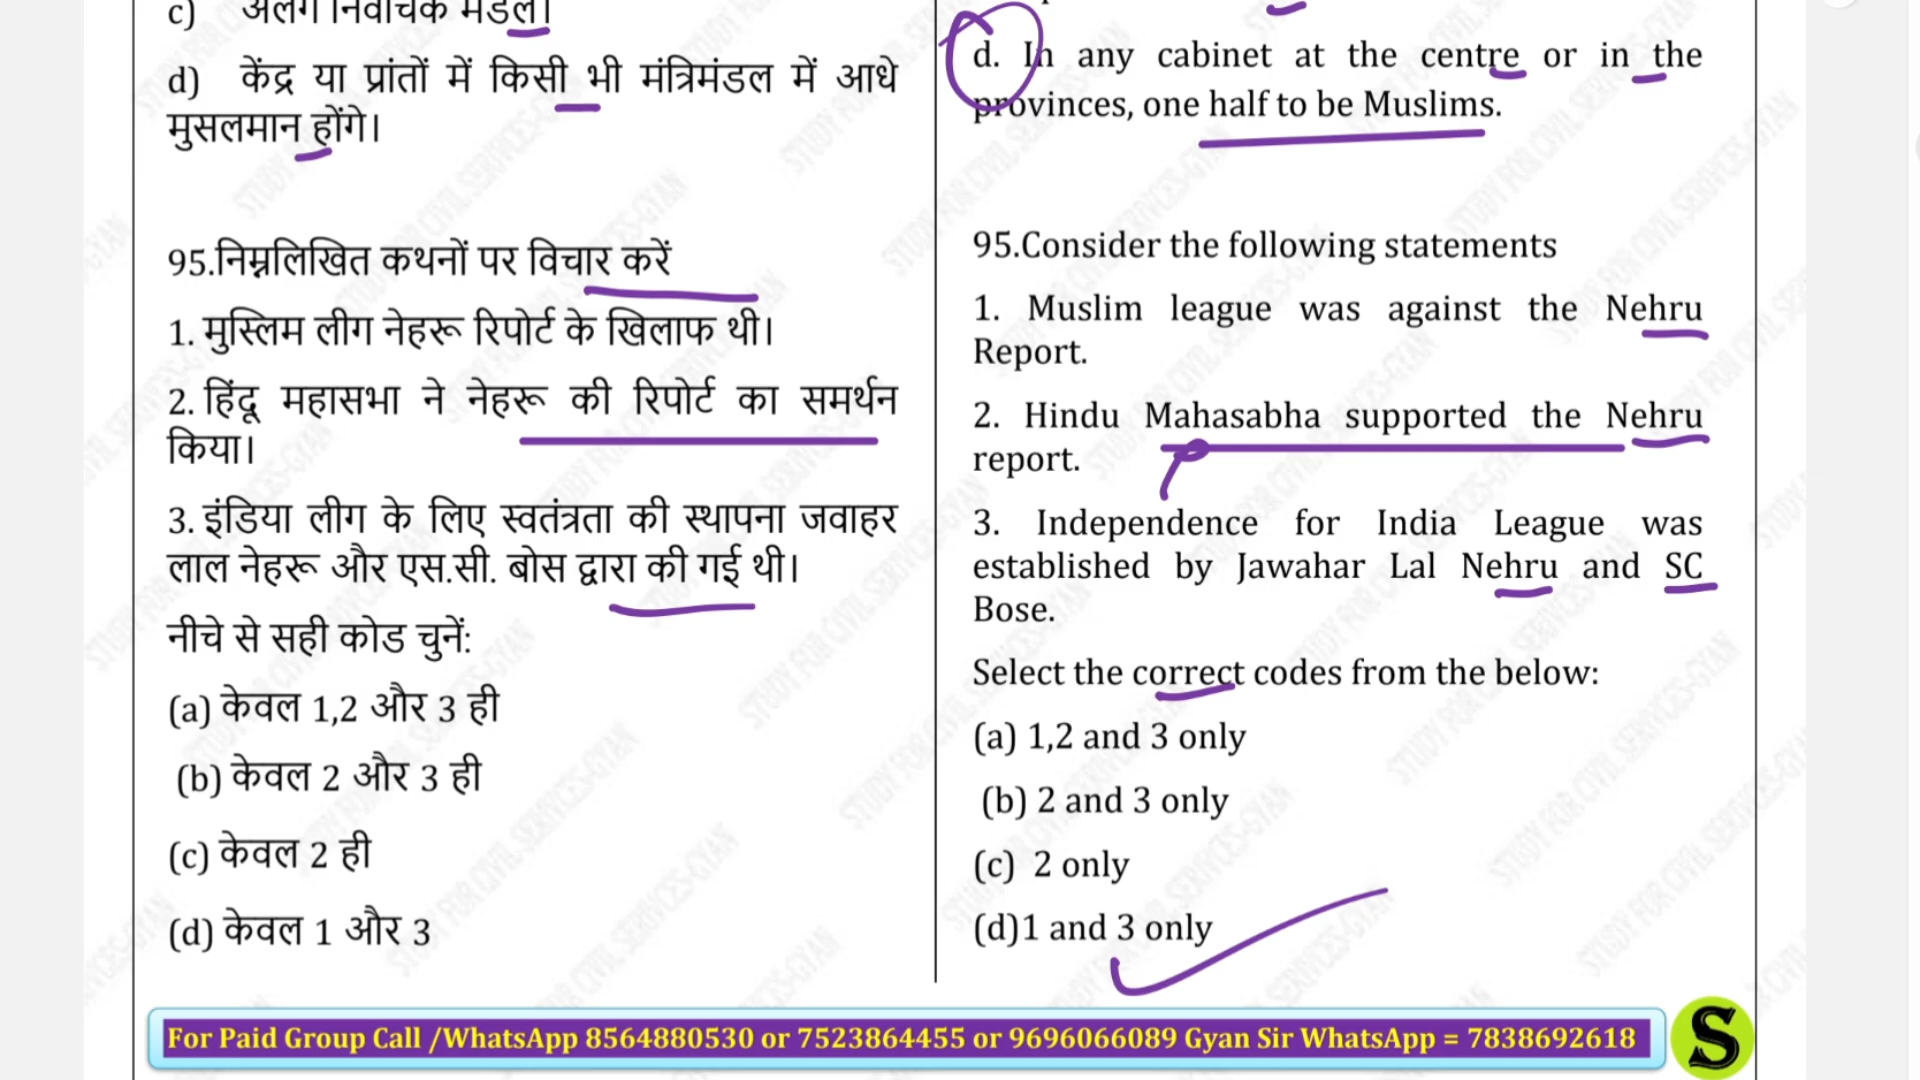 c) अलग निर्वाचक मंडल।
d) केंद्र या प्रांतों में किसी भी मंत्रिमंडल में आधे
मुसलमान होंगे।
95.निम्नलिखित कथनों पर विचार करें
1. मुस्लिम लीग नेहरू रिपोर्ट के खिलाफ थी।
2. हिंदू महासभा ने नेहरू की रिपोर्ट का समर्थन
किया।
3. इंडिया लीग के लिए स्वतंत्रता की स्थापना जवाहर
लाल नेहरू और एस.सी. बोस द्वारा की गई थी।
नीचे से सही कोड चुनें:
(a) केवल 1,2 और 3 ही
(b) केवल 2 और 3 ही
(c) केवल 2 ही
(d) केवल 1 और 3
d. In any cabinet at the centre or in the
provinces, one half to be Muslims.
95.Consider the following statements
1. Muslim league was against the Nehru
Report.
2. Hindu Mahasabha supported the Nehru
report.
3. Independence for India League was
established by Jawahar Lal Nehru and SC
Bose.
Select the correct codes from the below:
(a) 1,2 and 3 only
(b) 2 and 3 only
(c) 2 only
(d)1 and 3 only
For Paid Group Call /WhatsApp 8564880530 or 7523864455 or 9696066089 Gyan Sir WhatsApp = 7838692618
S
STUDY FOR CIVIL SERVICES-GYAN